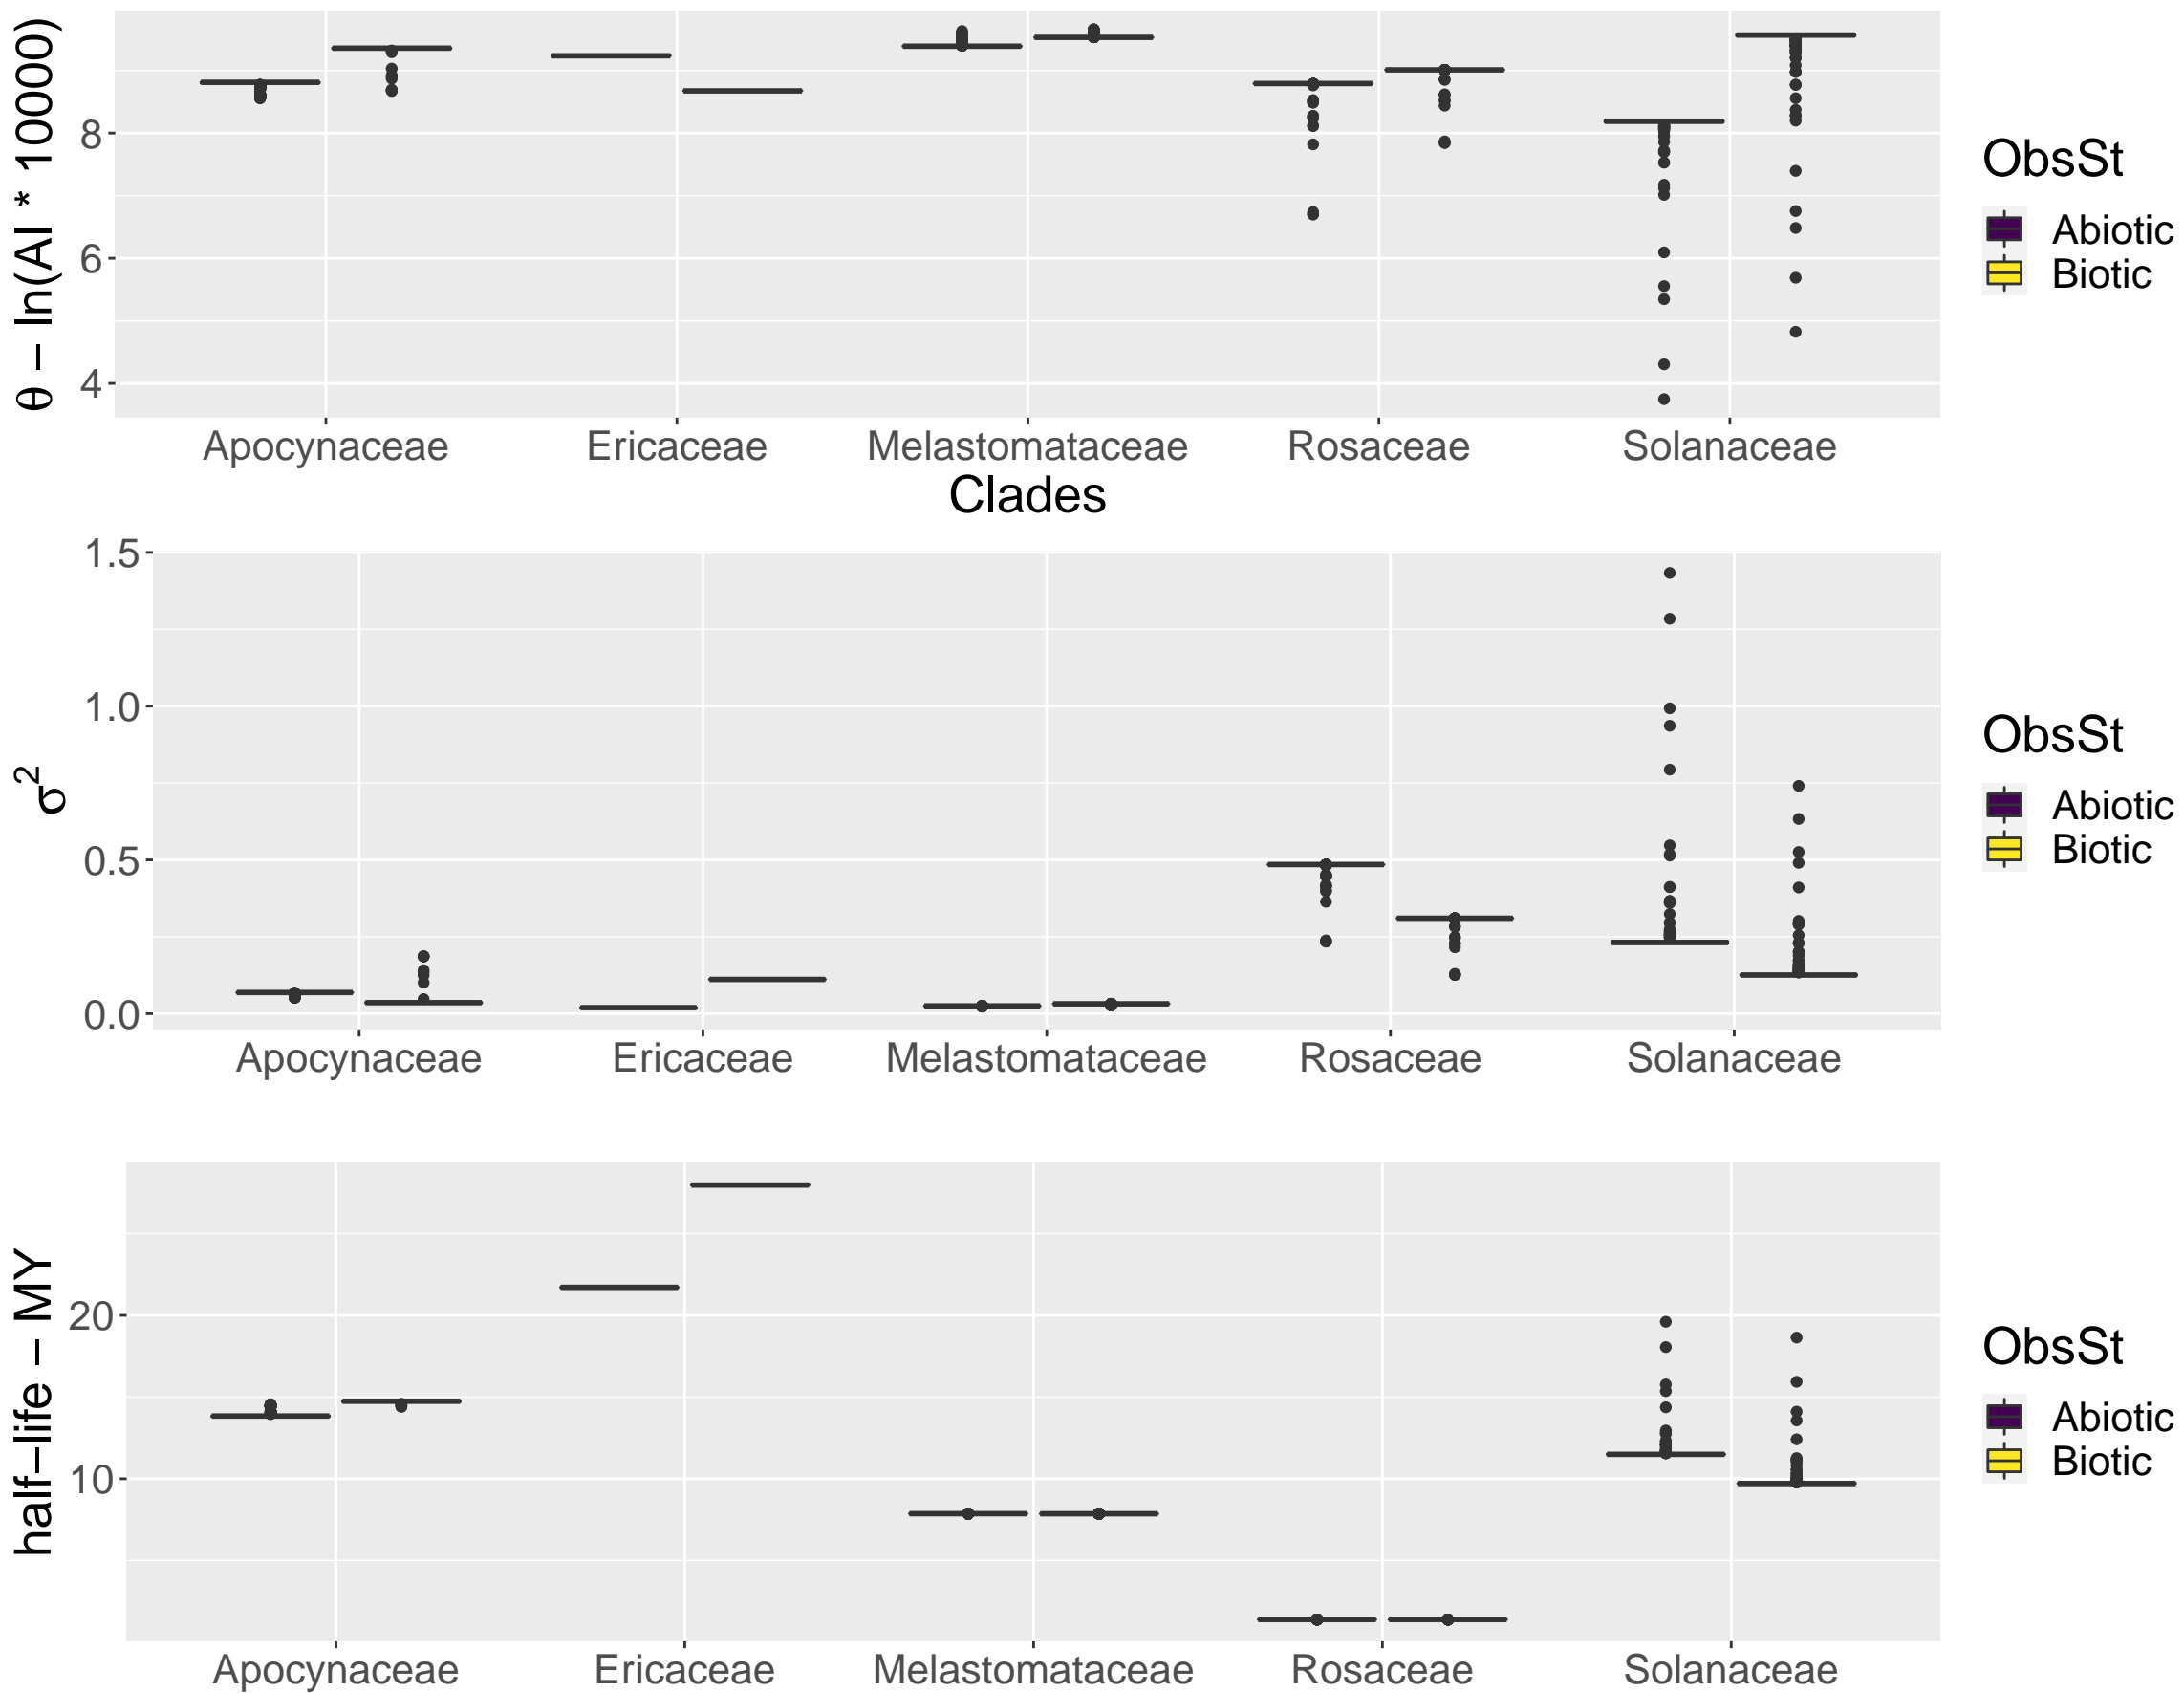 θ − ln(AI * 10000)
8
6
4
Apocynaceae Ericaceae Melastomataceae Rosaceae Solanaceae
Clades
ObsSt
Abiotic
Biotic
σ²
1.5
1.0
0.5
0.0
Apocynaceae Ericaceae Melastomataceae Rosaceae Solanaceae
ObsSt
Abiotic
Biotic
half−life − MY
20
10
Apocynaceae Ericaceae Melastomataceae Rosaceae Solanaceae
ObsSt
Abiotic
Biotic